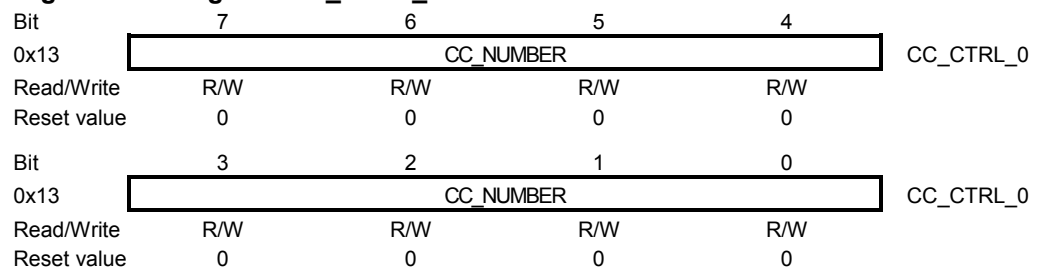 Bit 7 6 5 4
0x13 CC_NUMBER CC_CTRL_0
Read/Write R/W R/W R/W R/W
Reset value 0 0 0 0
Bit 3 2 1 0
0x13 CC_NUMBER CC_CTRL_0
Read/Write R/W R/W R/W R/W
Reset value 0 0 0 0